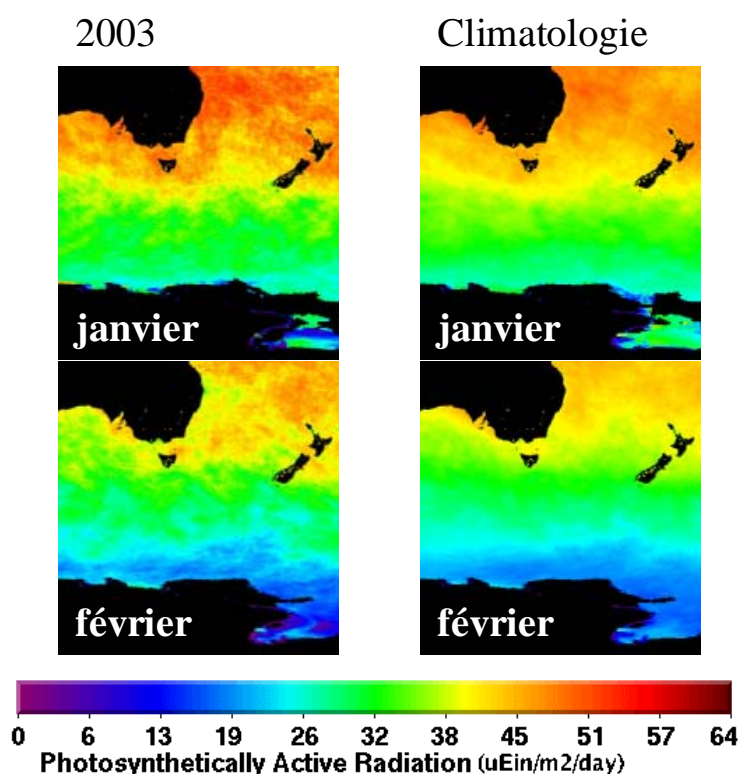 2003 Climatologie
janvier janvier
février février
0 6 13 19 26 32 38 45 51 57 64
Photosynthetically Active Radiation (uEin/m2/day)